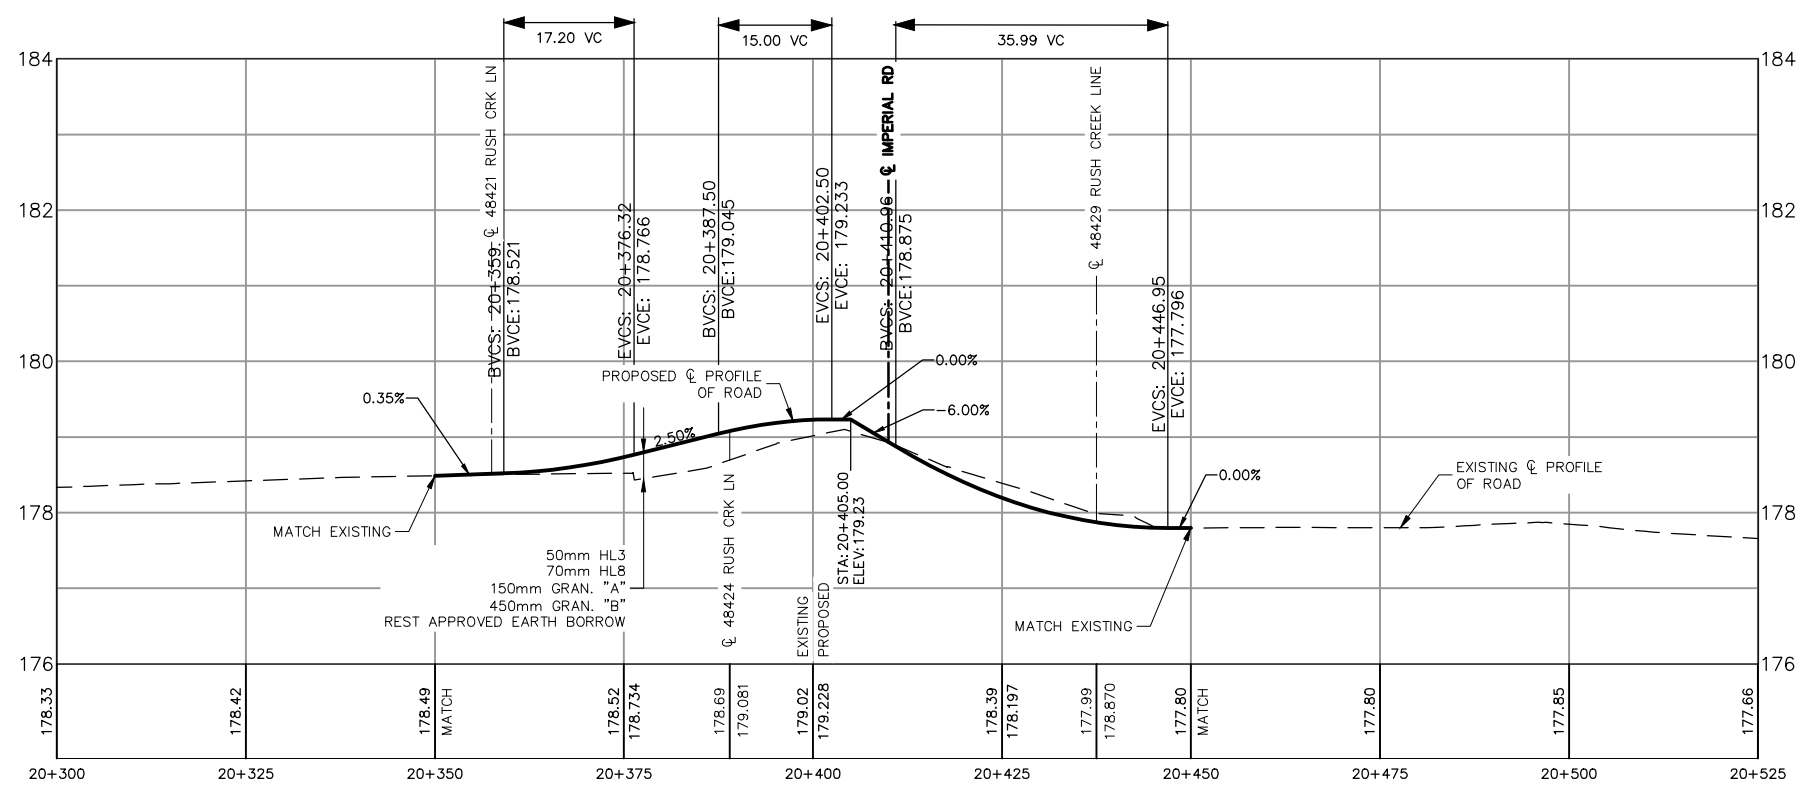 17.20 VC
15.00 VC
35.99 VC
184
184
182
182
180
180
178
178
176
176
℄ 48421 RUSH CRK LN
BVCS: 20+359.
BVCE:178.521
EVCS: 20+376.32
EVCE: 178.766
BVCS: 20+387.50
BVCE:179.045
EVCS: 20+402.50
EVCE: 179.233
℄ IMPERIAL RD
BVCS: 20+410.96
BVCE:178.875
℄ 48429 RUSH CREEK LINE
EVCS: 20+446.95
EVCE: 177.796
0.35%
PROPOSED ℄ PROFILE
OF ROAD
2.50%
0.00%
-6.00%
0.00%
EXISTING ℄ PROFILE
OF ROAD
MATCH EXISTING
50mm HL3
70mm HL8
150mm GRAN. "A"
450mm GRAN. "B"
REST APPROVED EARTH BORROW
℄ 48424 RUSH CRK LN
STA:20+405.00
ELEV:179.23
EXISTING
PROPOSED
MATCH EXISTING
178.33
178.42
178.49
MATCH
178.52
178.734
178.69
179.081
179.02
179.228
178.39
178.197
177.99
178.870
177.80
MATCH
177.80
177.85
177.66
20+300
20+325
20+350
20+375
20+400
20+425
20+450
20+475
20+500
20+525